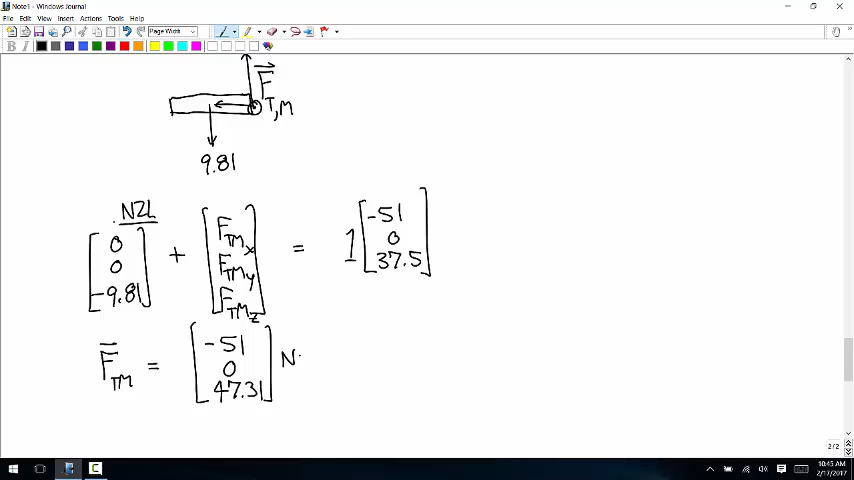 Note1 - Windows Journal
File Edit View Insert Actions Tools Help
Page Width
B I
F
T,M
9.81
N2L
[0 0 -9.81] + [F_TMx F_TMy F_TMz] = 1 [-51 0 37.5]
F_TM = [-51 0 47.31] N.
2/2
10:45 AM
2/17/2017